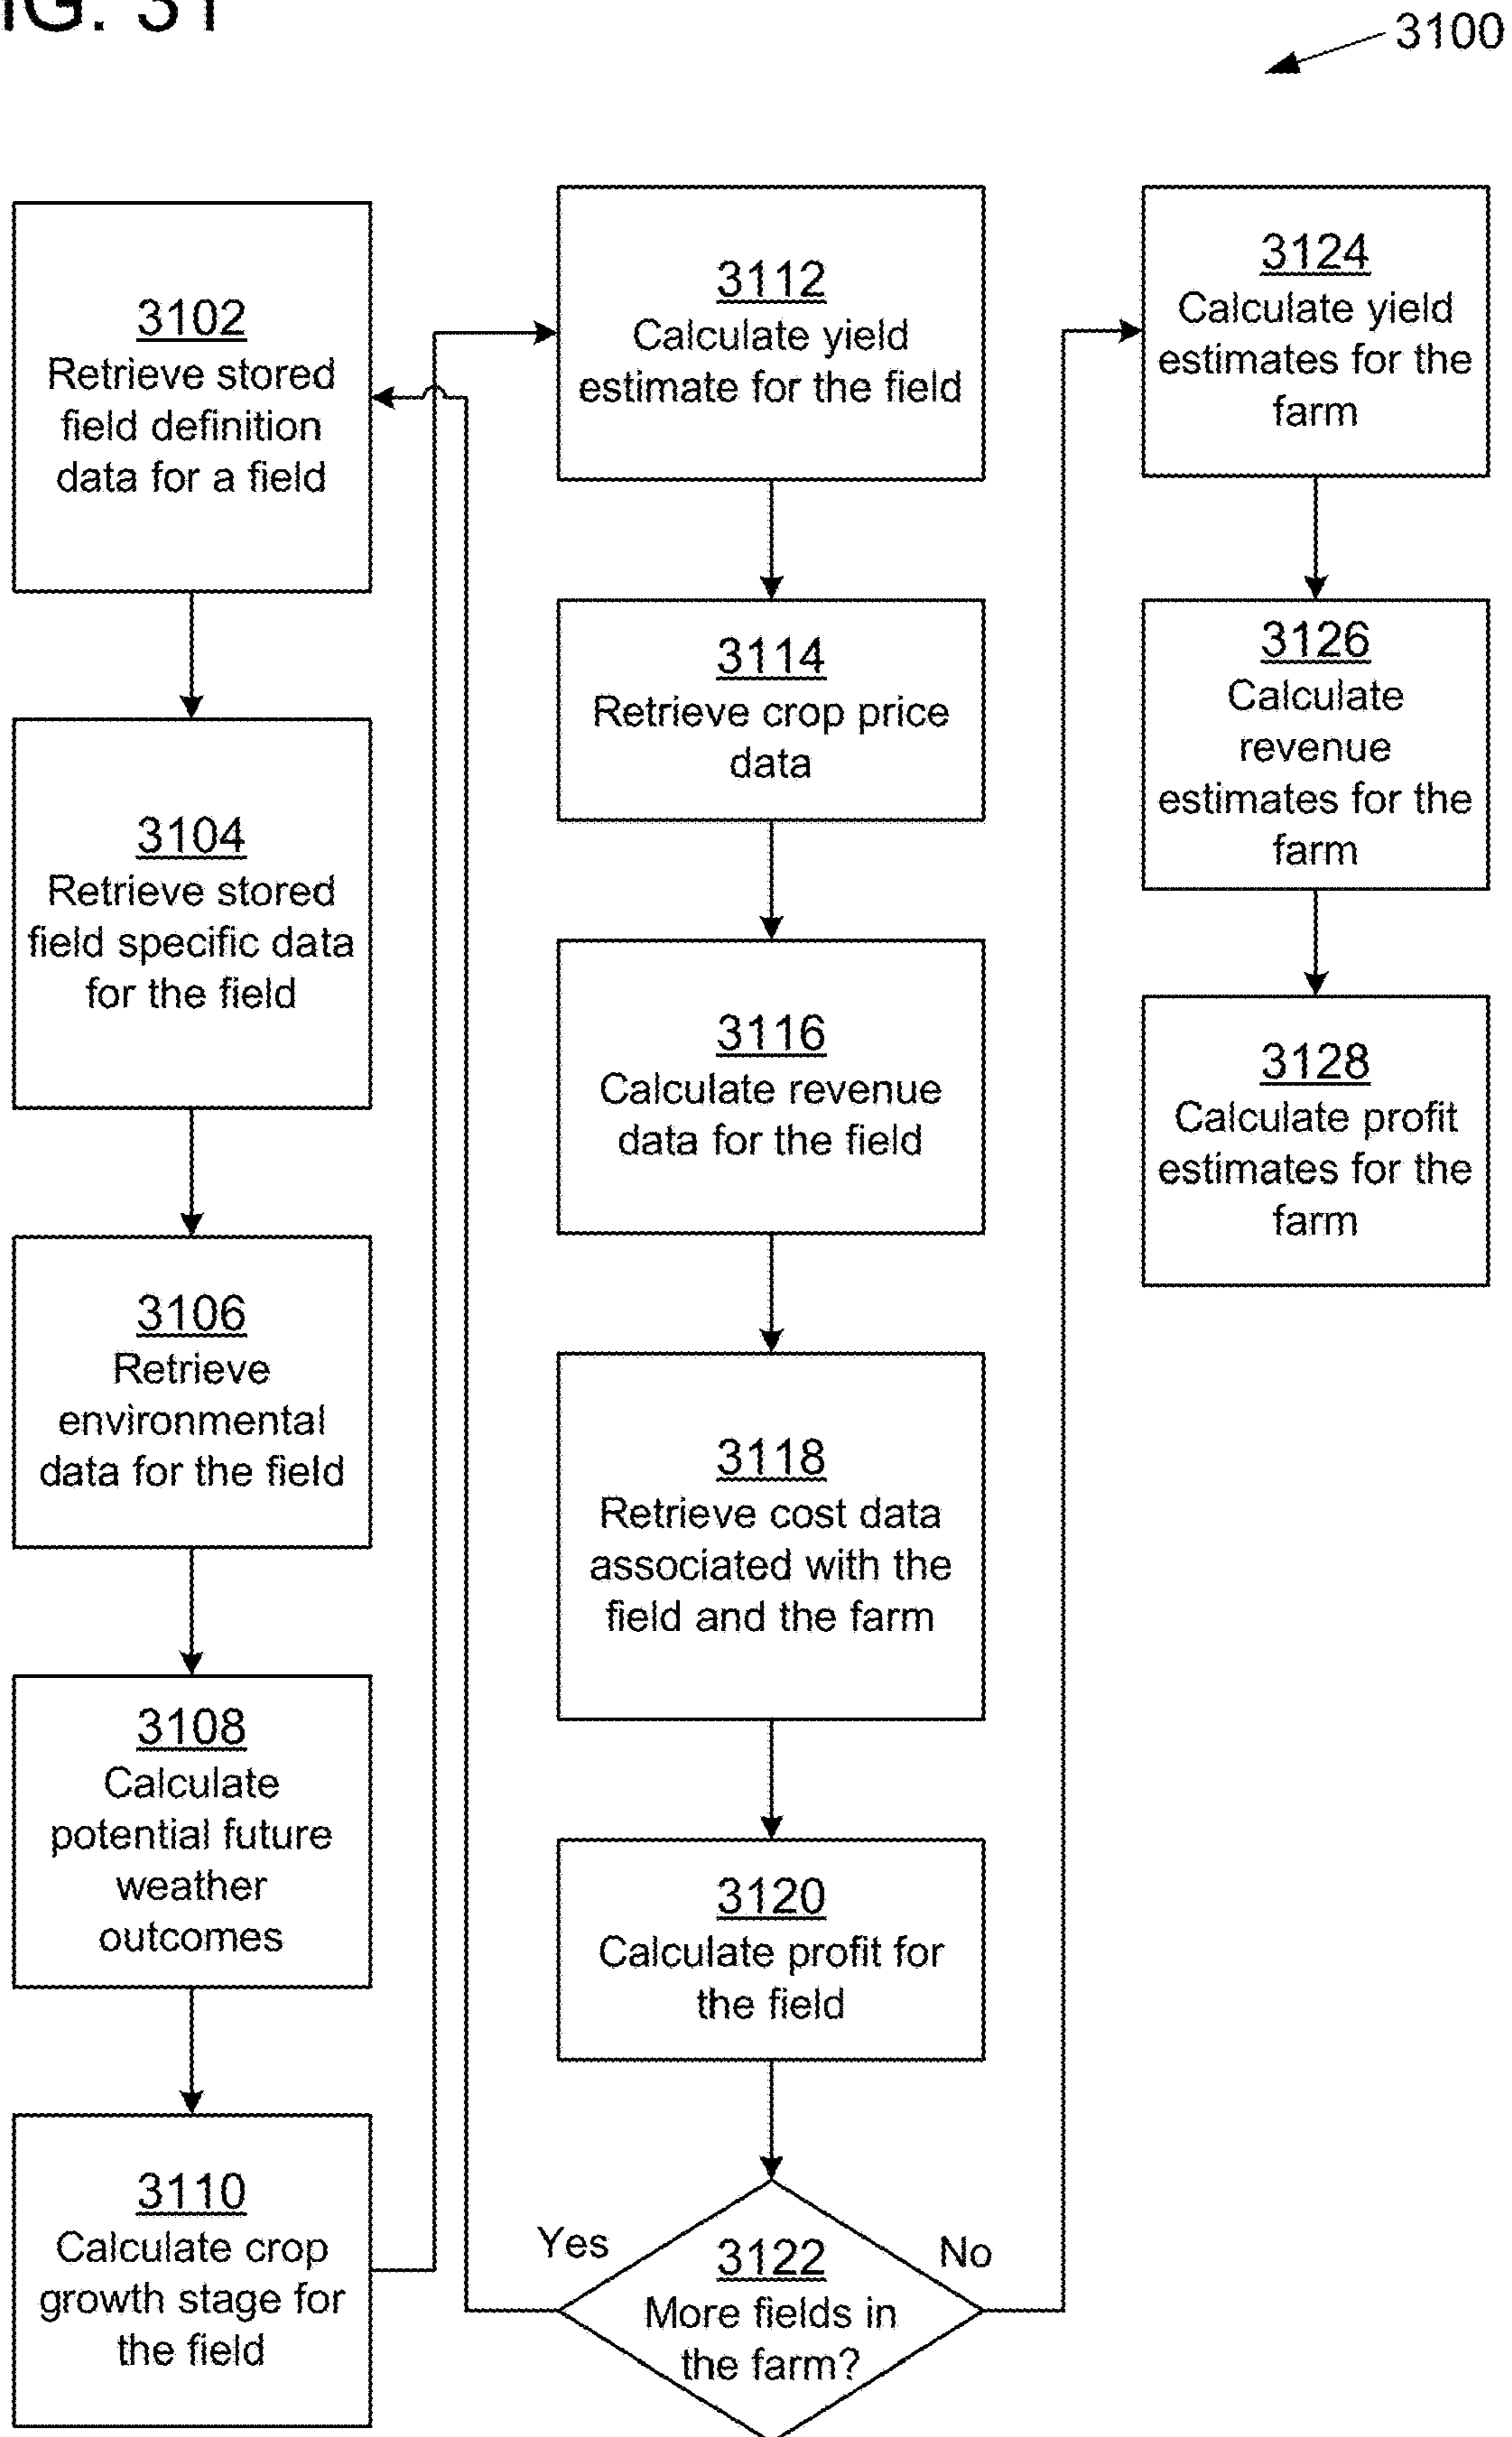 FIG. 31
3100
3102
Retrieve stored
field definition
data for a field
3104
Retrieve stored
field specific data
for the field
3106
Retrieve
environmental
data for the field
3108
Calculate
potential future
weather
outcomes
3110
Calculate crop
growth stage for
the field
3112
Calculate yield
estimate for the field
3114
Retrieve crop price
data
3116
Calculate revenue
data for the field
3118
Retrieve cost data
associated with the
field and the farm
3120
Calculate profit for
the field
Yes
3122
More fields in
the farm?
No
3124
Calculate yield
estimates for the
farm
3126
Calculate
revenue
estimates for the
farm
3128
Calculate profit
estimates for the
farm